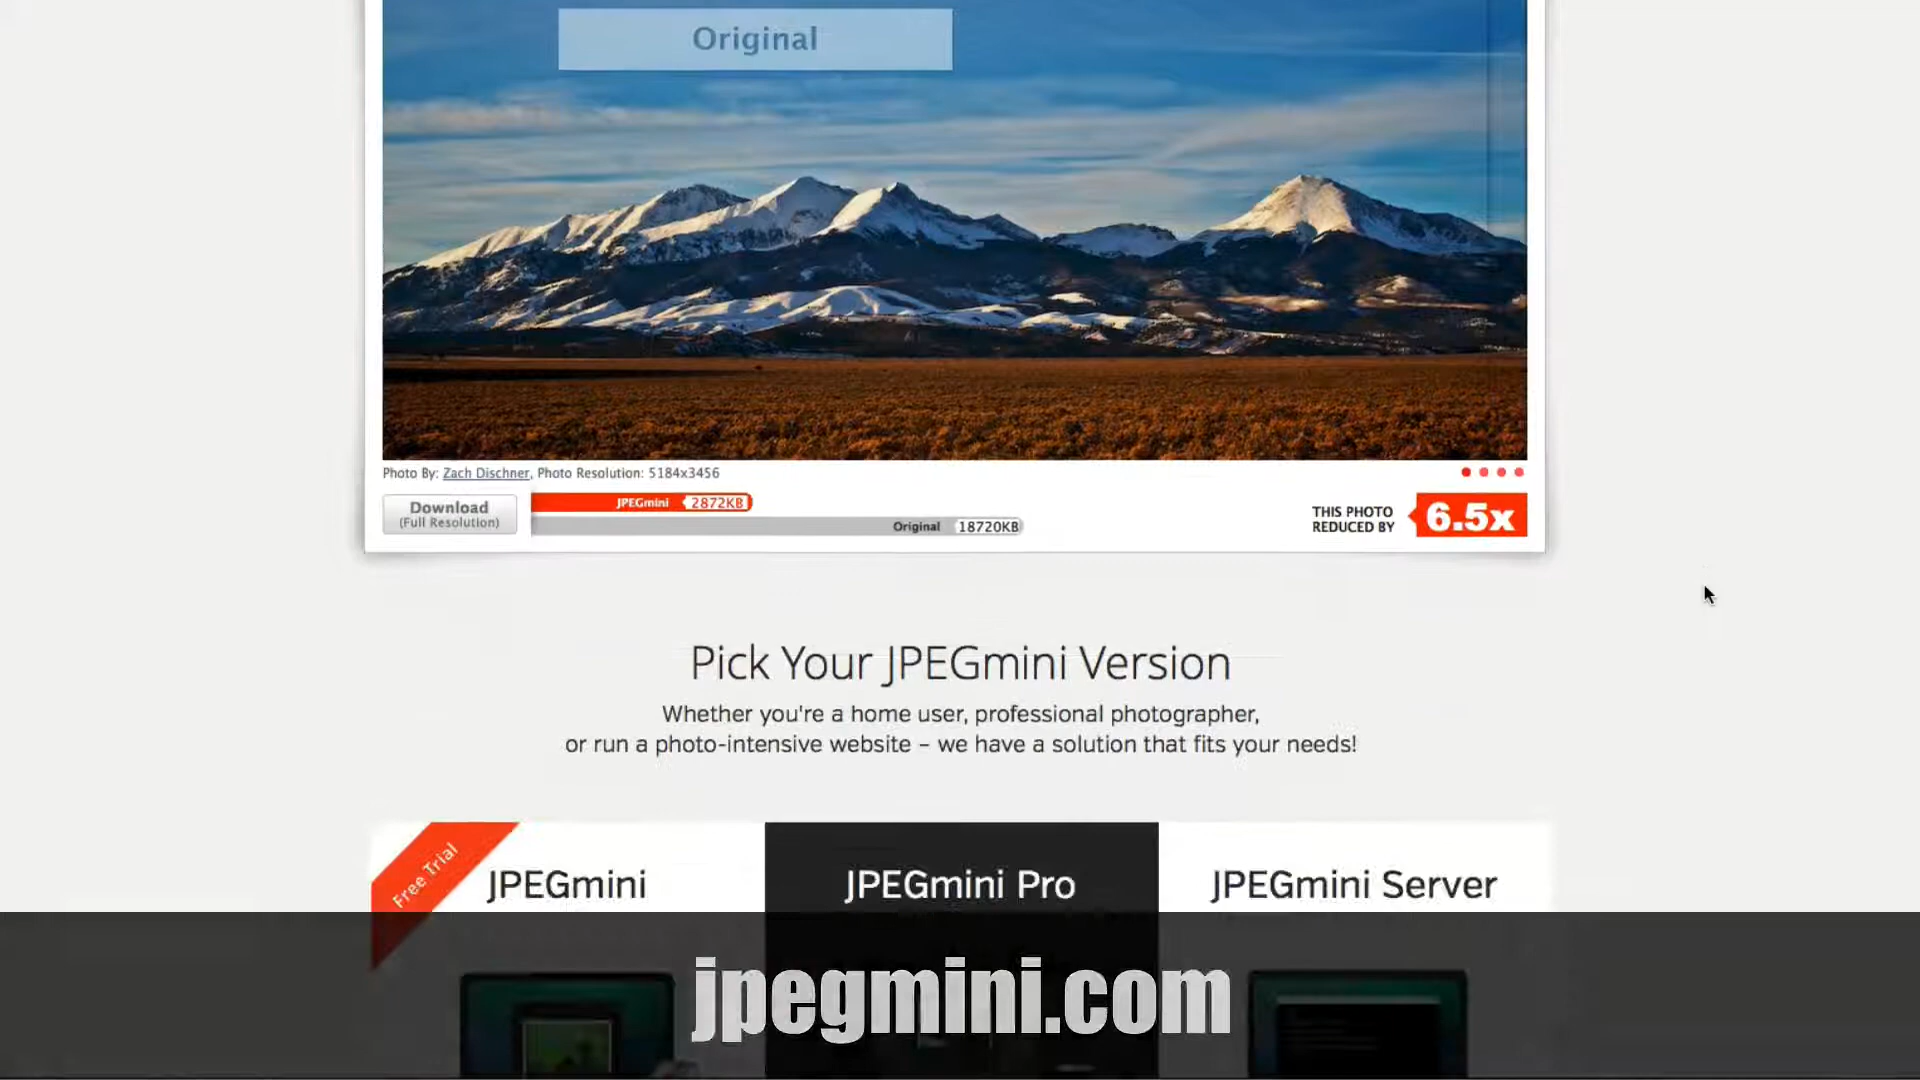 Original
Photo By: Zach Dischner, Photo Resolution: 5184x3456
Download
(Full Resolution)
JPEGmini 2872KB
Original 18720KB
THIS PHOTO
REDUCED BY
6.5x
Pick Your JPEGmini Version
Whether you're a home user, professional photographer,
or run a photo-intensive website – we have a solution that fits your needs!
Free Trial
JPEGmini
JPEGmini Pro
JPEGmini Server
jpegmini.com